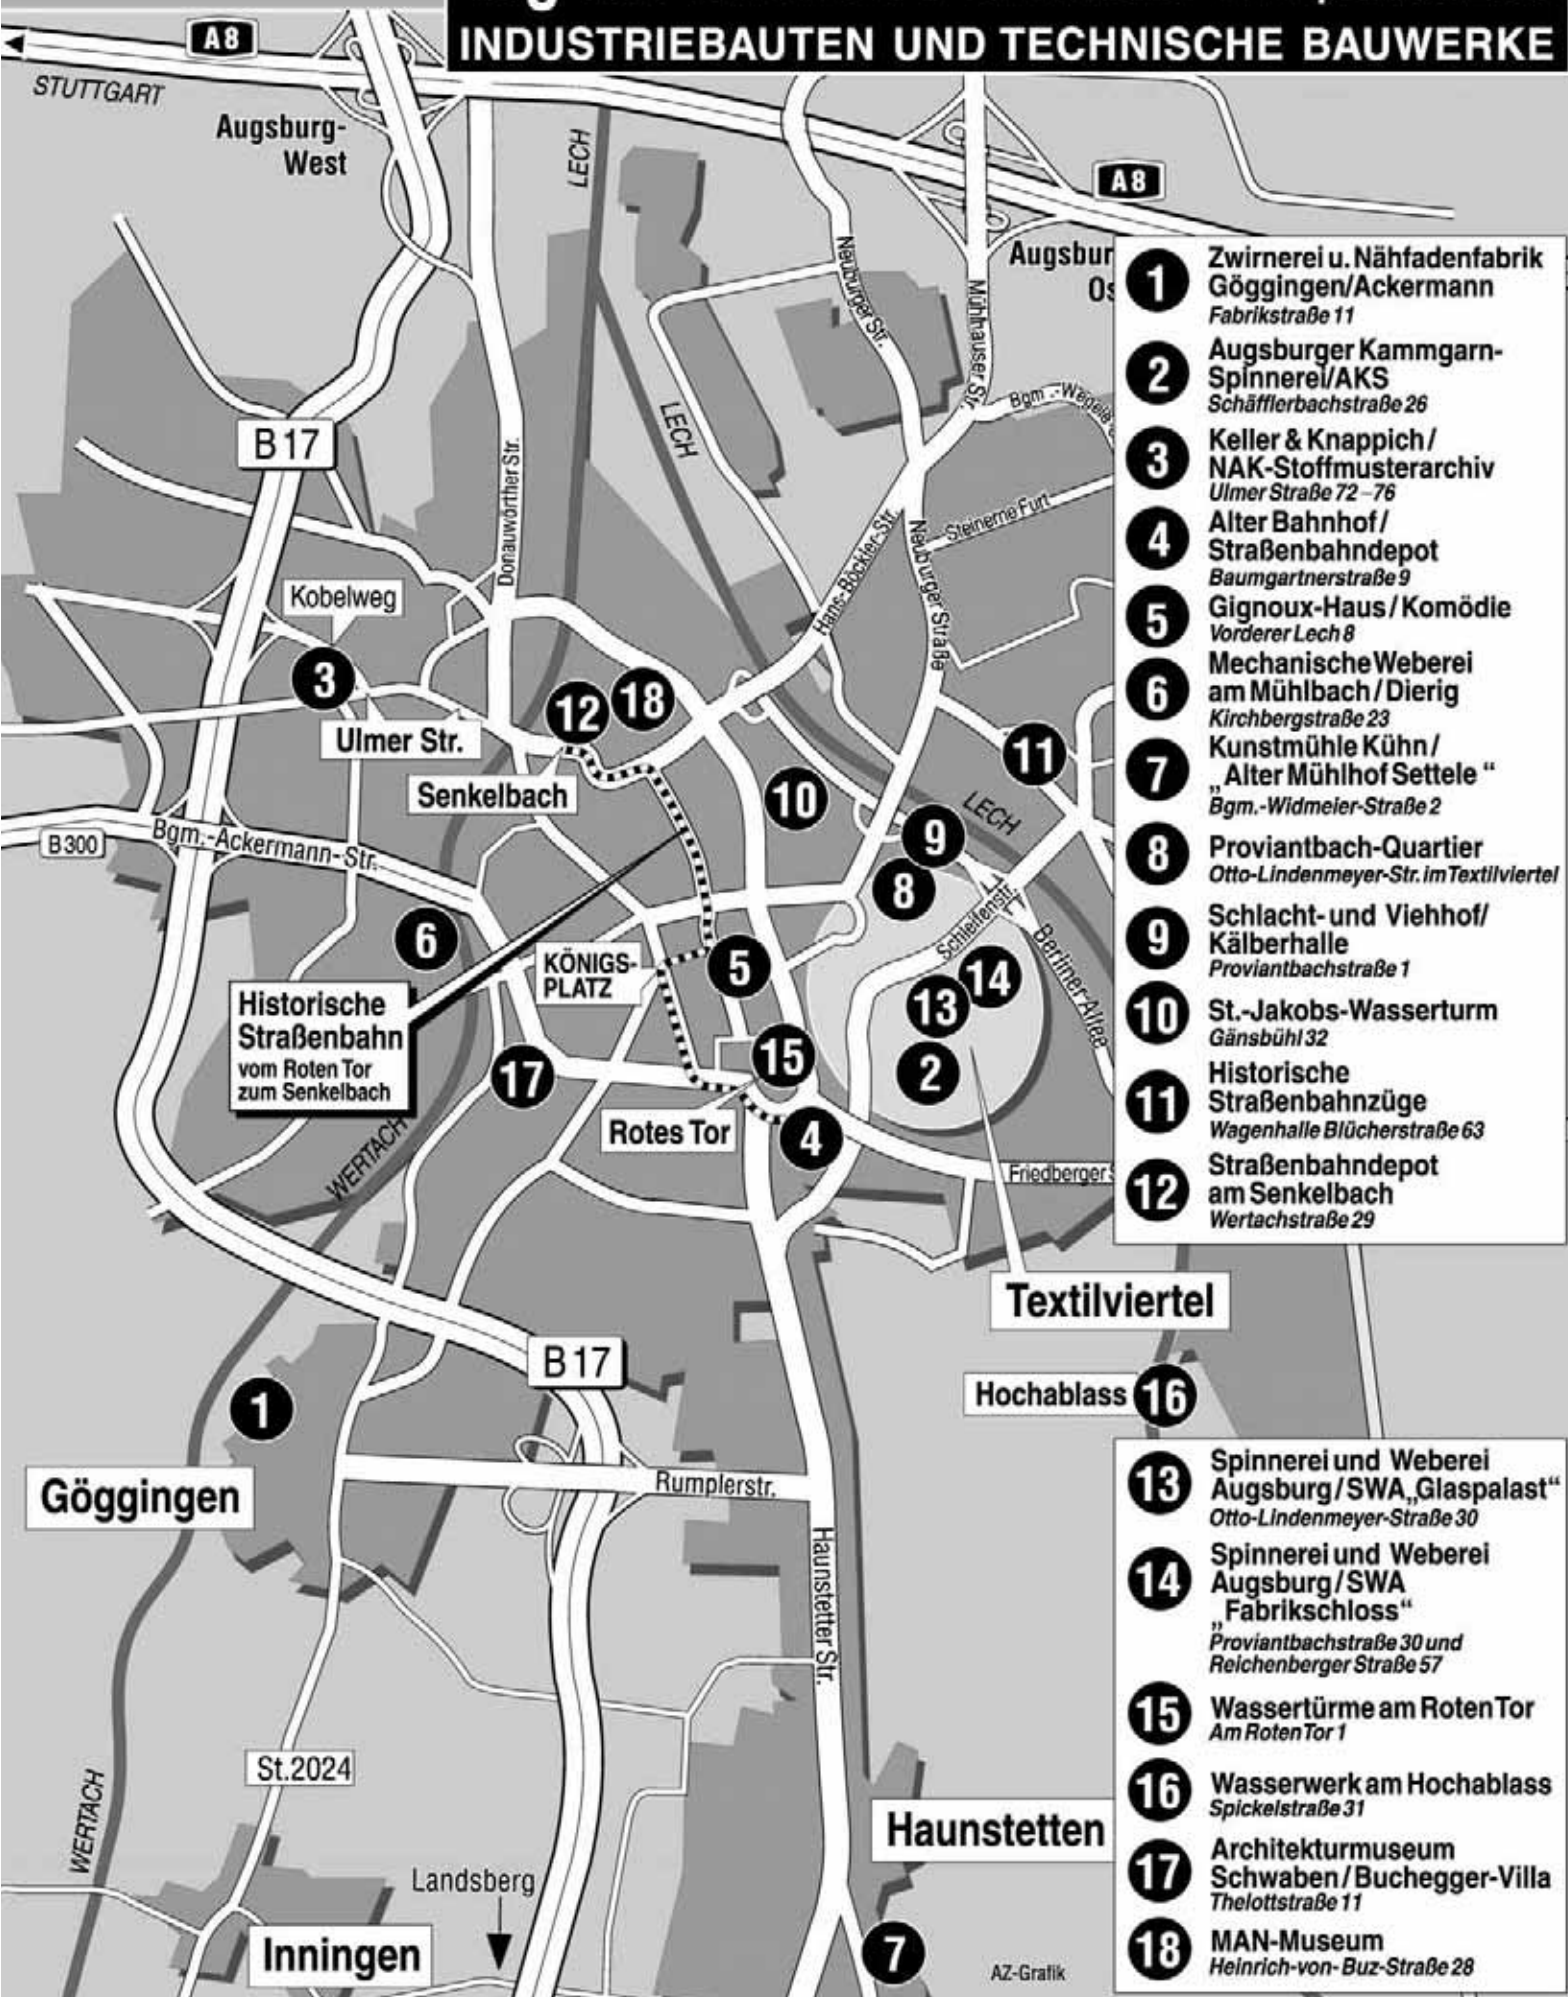 INDUSTRIEBAUTEN UND TECHNISCHE BAUWERKE
A8
STUTTGART
Augsburg-
West
LECH
A8
Neuburger Str.
Mühlhauser Str.
Bgm.-Wegele
LECH
B17
Donauwörther Str.
Hans-Böckler-Str.
Steinerne Furt
Neuburger Straße
Kobelweg
3
12
18
Ulmer Str.
Senkelbach
11
10
LECH
9
8
B300
Bgm.-Ackermann-Str.
6
KÖNIGS-
PLATZ
5
Schleifenstr.
14
13
Berliner Allee
Historische
Straßenbahn
vom Roten Tor
zum Senkelbach
17
15
2
WERTACH
Rotes Tor
4
Friedberger S
Textilviertel
B17
Hochablass
16
1
Göggingen
Rumplerstr.
Haunstetter Str.
St.2024
WERTACH
Haunstetten
Landsberg
Inningen
7
AZ-Grafik
1 Zwirnerei u. Nähfadenfabrik
Göggingen/Ackermann
Fabrikstraße 11
2 Augsburger Kammgarn-
Spinnerei/AKS
Schäfflerbachstraße 26
3 Keller & Knappich/
NAK-Stoffmusterarchiv
Ulmer Straße 72–76
4 Alter Bahnhof/
Straßenbahndepot
Baumgartnerstraße 9
5 Gignoux-Haus/Komödie
Vorderer Lech 8
6 Mechanische Weberei
am Mühlbach/Dierig
Kirchbergstraße 23
7 Kunstmühle Kühn/
„Alter Mühlhof Settele“
Bgm.-Widmeier-Straße 2
8 Proviantbach-Quartier
Otto-Lindenmeyer-Str. im Textilviertel
9 Schlacht- und Viehhof/
Kälberhalle
Proviantbachstraße 1
10 St.-Jakobs-Wasserturm
Gänsbühl 32
11 Historische
Straßenbahnzüge
Wagenhalle Blücherstraße 63
12 Straßenbahndepot
am Senkelbach
Wertachstraße 29
13 Spinnerei und Weberei
Augsburg/SWA„Glaspalast“
Otto-Lindenmeyer-Straße 30
14 Spinnerei und Weberei
Augsburg/SWA
„Fabrikschloss“
Proviantbachstraße 30 und
Reichenberger Straße 57
15 Wassertürme am Roten Tor
Am Roten Tor 1
16 Wasserwerk am Hochablass
Spickelstraße 31
17 Architekturmuseum
Schwaben/Buchegger-Villa
Thelottstraße 11
18 MAN-Museum
Heinrich-von-Buz-Straße 28